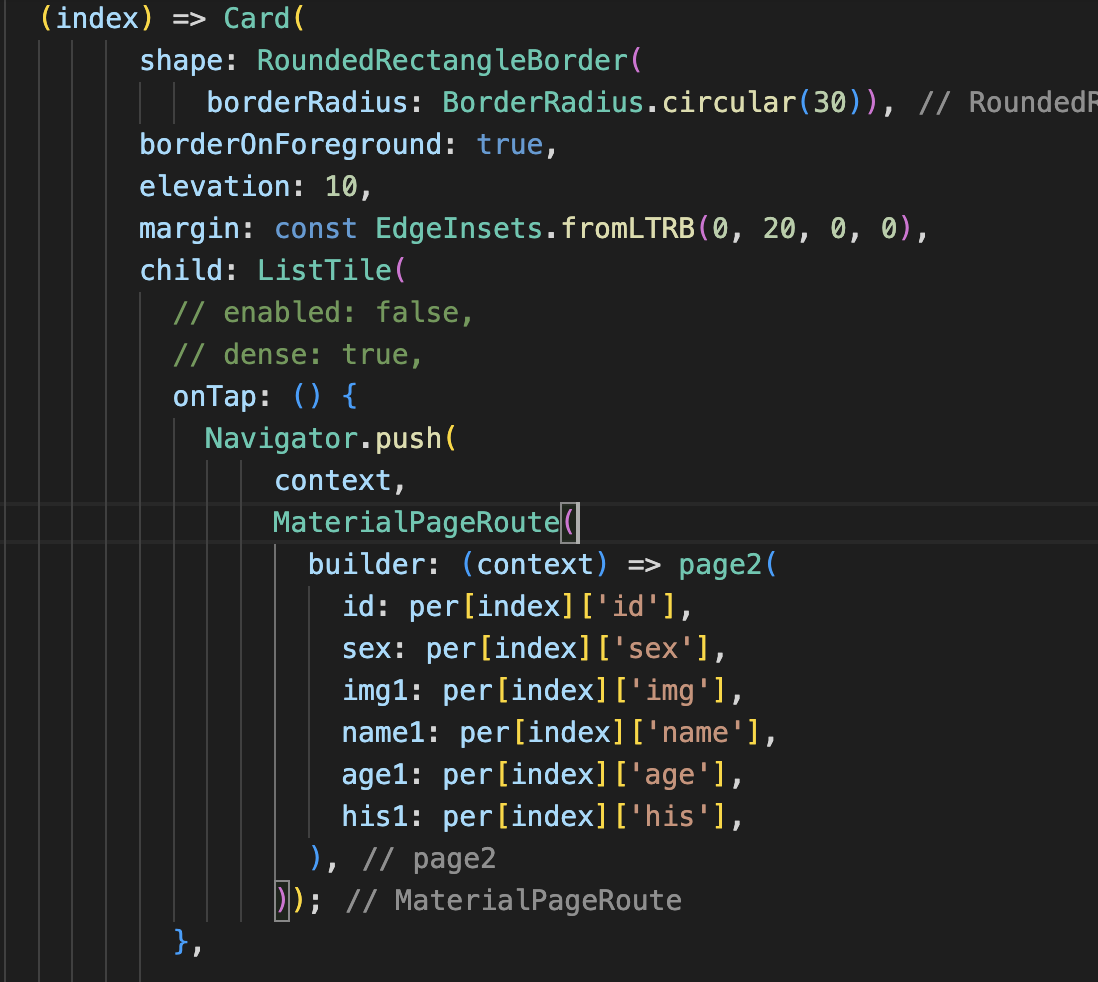 (index) => Card(
shape: RoundedRectangleBorder(
borderRadius: BorderRadius.circular(30)), // RoundedR
borderOnForeground: true,
elevation: 10,
margin: const EdgeInsets.fromLTRB(0, 20, 0, 0),
child: ListTile(
// enabled: false,
// dense: true,
onTap: () {
Navigator.push(
context,
MaterialPageRoute(
builder: (context) => page2(
id: per[index]['id'],
sex: per[index]['sex'],
img1: per[index]['img'],
name1: per[index]['name'],
age1: per[index]['age'],
his1: per[index]['his'],
), // page2
)); // MaterialPageRoute
},